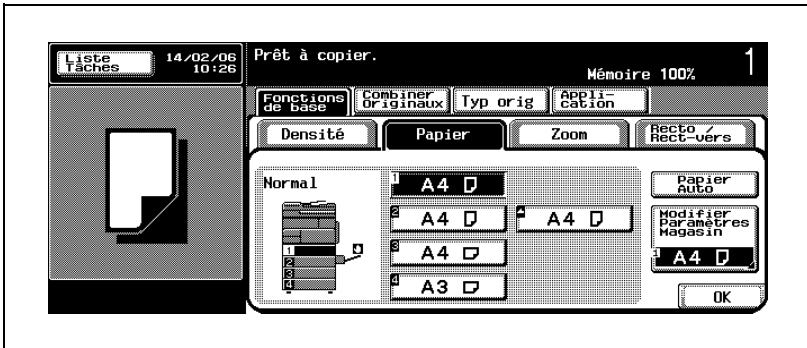 Liste
Tâches
14/02/06
10:26
Prêt à copier.
Mémoire 100%
1
Fonctions
de base
Combiner
Originaux
Typ orig
Appli-
cation
Densité
Papier
Zoom
Recto /
Rect-vers
Normal
1 A4
2 A4
A4
3 A4
4 A3
1
2
3
4
Papier
Auto
Modifier
Paramètres
Magasin
1 A4
OK